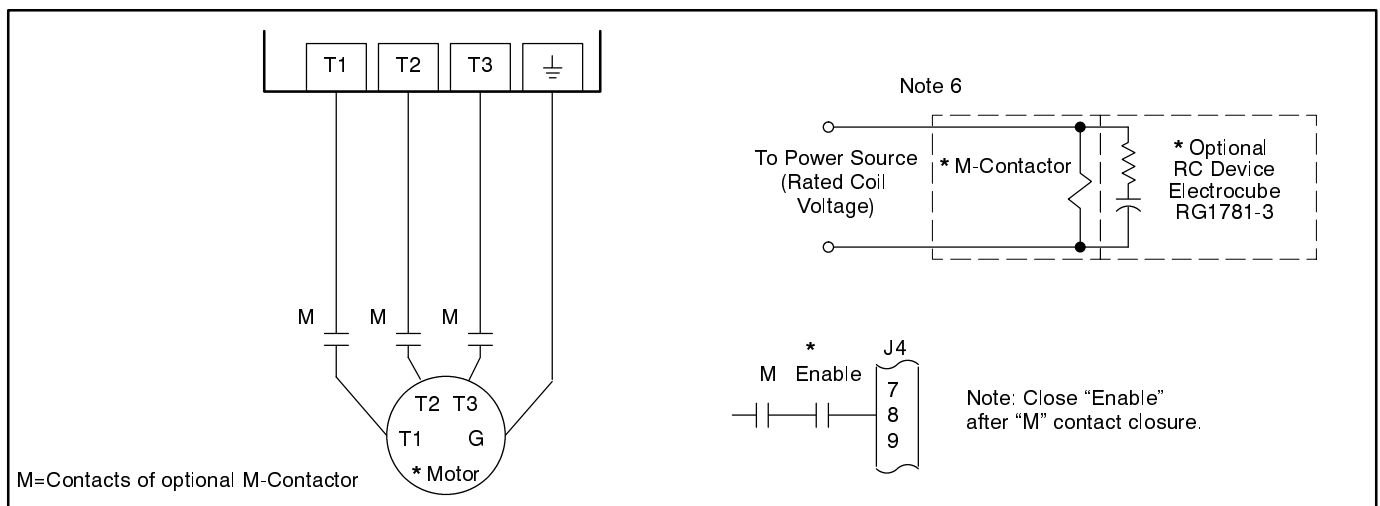 T1 T2 T3
Note 6
To Power Source
(Rated Coil
Voltage)
* M-Contactor
* Optional
RC Device
Electrocube
RG1781-3
M M M
T2 T3
T1 G
* Motor
M=Contacts of optional M-Contactor
*
M Enable
J4
7
8
9
Note: Close “Enable”
after “M” contact closure.